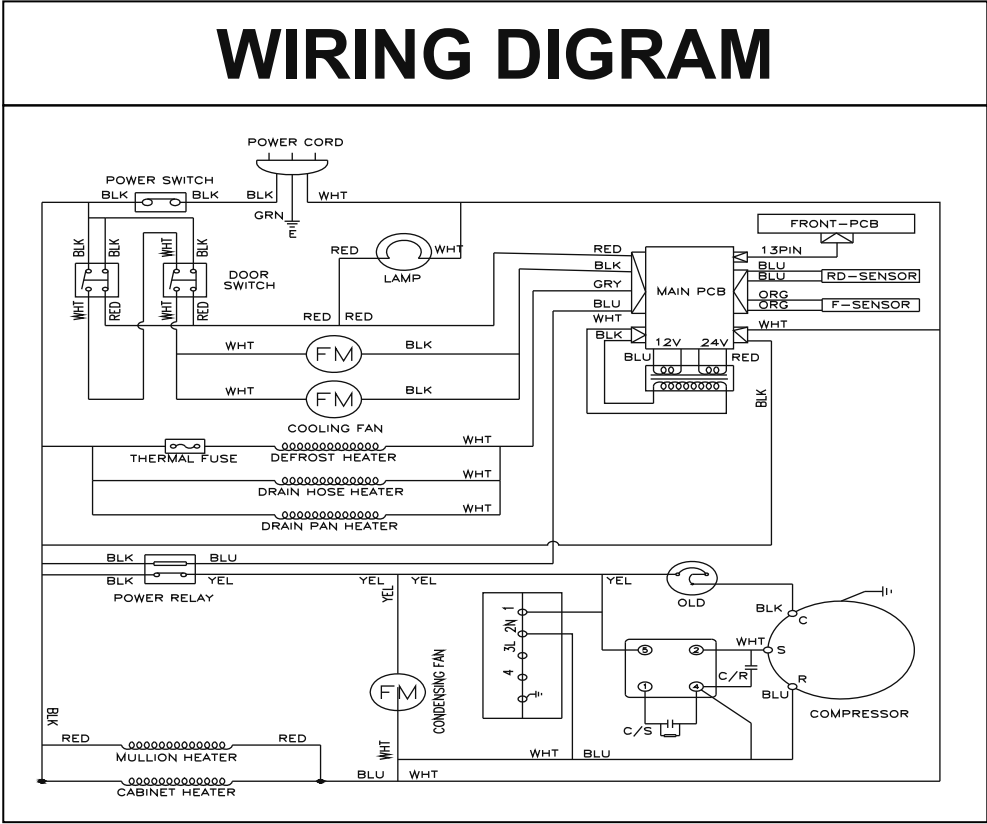 WIRING DIGRAM
POWER CORD
POWER SWITCH
BLK BLK BLK WHT
GRN
E
FRONT-PCB
BLK BLK WHT BLK
RED WHT
LAMP
DOOR
SWITCH
WHT RED WHT RED
RED RED
RED
BLK
GRY
BLU
WHT
BLK
MAIN PCB
13PIN
BLU
BLU
RD-SENSOR
ORG
ORG
F-SENSOR
WHT
12V 24V
BLU RED
BLK
WHT FM BLK
WHT FM BLK
COOLING FAN
WHT
THERMAL FUSE DEFROST HEATER
WHT
DRAIN HOSE HEATER
WHT
DRAIN PAN HEATER
BLK BLU
BLK YEL YEL YEL YEL
POWER RELAY
YEL
OLD
1
2N
3L
4
BLK
C
WHT
S
R
BLU
5 2
1 4
C/R
C/S
COMPRESSOR
FM
CONDENSING FAN
WHT
BLK
RED RED
MULLION HEATER
WHT BLU
BLU WHT
CABINET HEATER